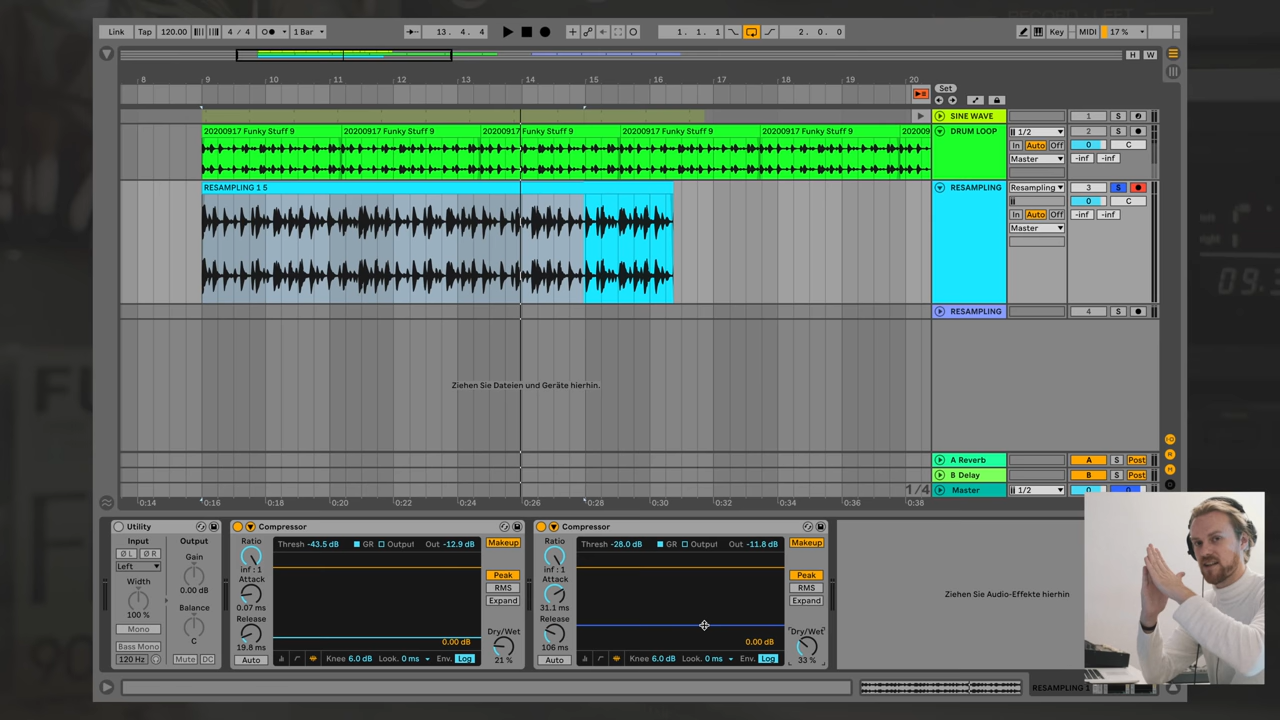 Link Tap 120.00 4 / 4 1 Bar 13. 4. 4 1. 1. 1 2. 0. 0 Key MIDI 17 %
H W
8 9 10 11 12 13 14 15 16 17 18 19 20
Set
SINE WAVE 1
20200917 Funky Stuff 9 20200917 Funky Stuff 9 20200917 Funky Stuff 9 20200917 Funky Stuff 9 20200917 Funky Stuff 9 202009
DRUM LOOP 1/2 2
In Auto Off 0 C
Master -inf -inf
RESAMPLING 1 5
RESAMPLING Resampling 3 S
0 C
In Auto Off -inf -inf
Master
RESAMPLING 4 S
Ziehen Sie Dateien und Geräte hierhin.
A Reverb A S Post
B Delay B S Post
1/4 Master 1/2 0 0
0:14 0:16 0:18 0:20 0:22 0:24 0:26 0:28 0:30 0:32 0:34 0:36 0:38
Utility
Input Output
Ø L Ø R Gain
Left
Width 0.00 dB
100 % Balance
Mono
Bass Mono C
120 Hz Mute DC
Compressor
Ratio Thresh -43.5 dB GR Output Out -12.9 dB Makeup
inf : 1
Attack Peak
RMS
0.07 ms Expand
Release
0.00 dB Dry/Wet
19.8 ms
Auto Knee 6.0 dB Look. 0 ms Env. Log 21 %
Compressor
Ratio Thresh -28.0 dB GR Output Out -11.8 dB Makeup
inf : 1
Attack Peak
RMS
31.1 ms Expand
Release
0.00 dB Dry/Wet
106 ms
Auto Knee 6.0 dB Look. 0 ms Env. Log 33 %
Ziehen Sie Audio-Effekte hierhin
RESAMPLING 1